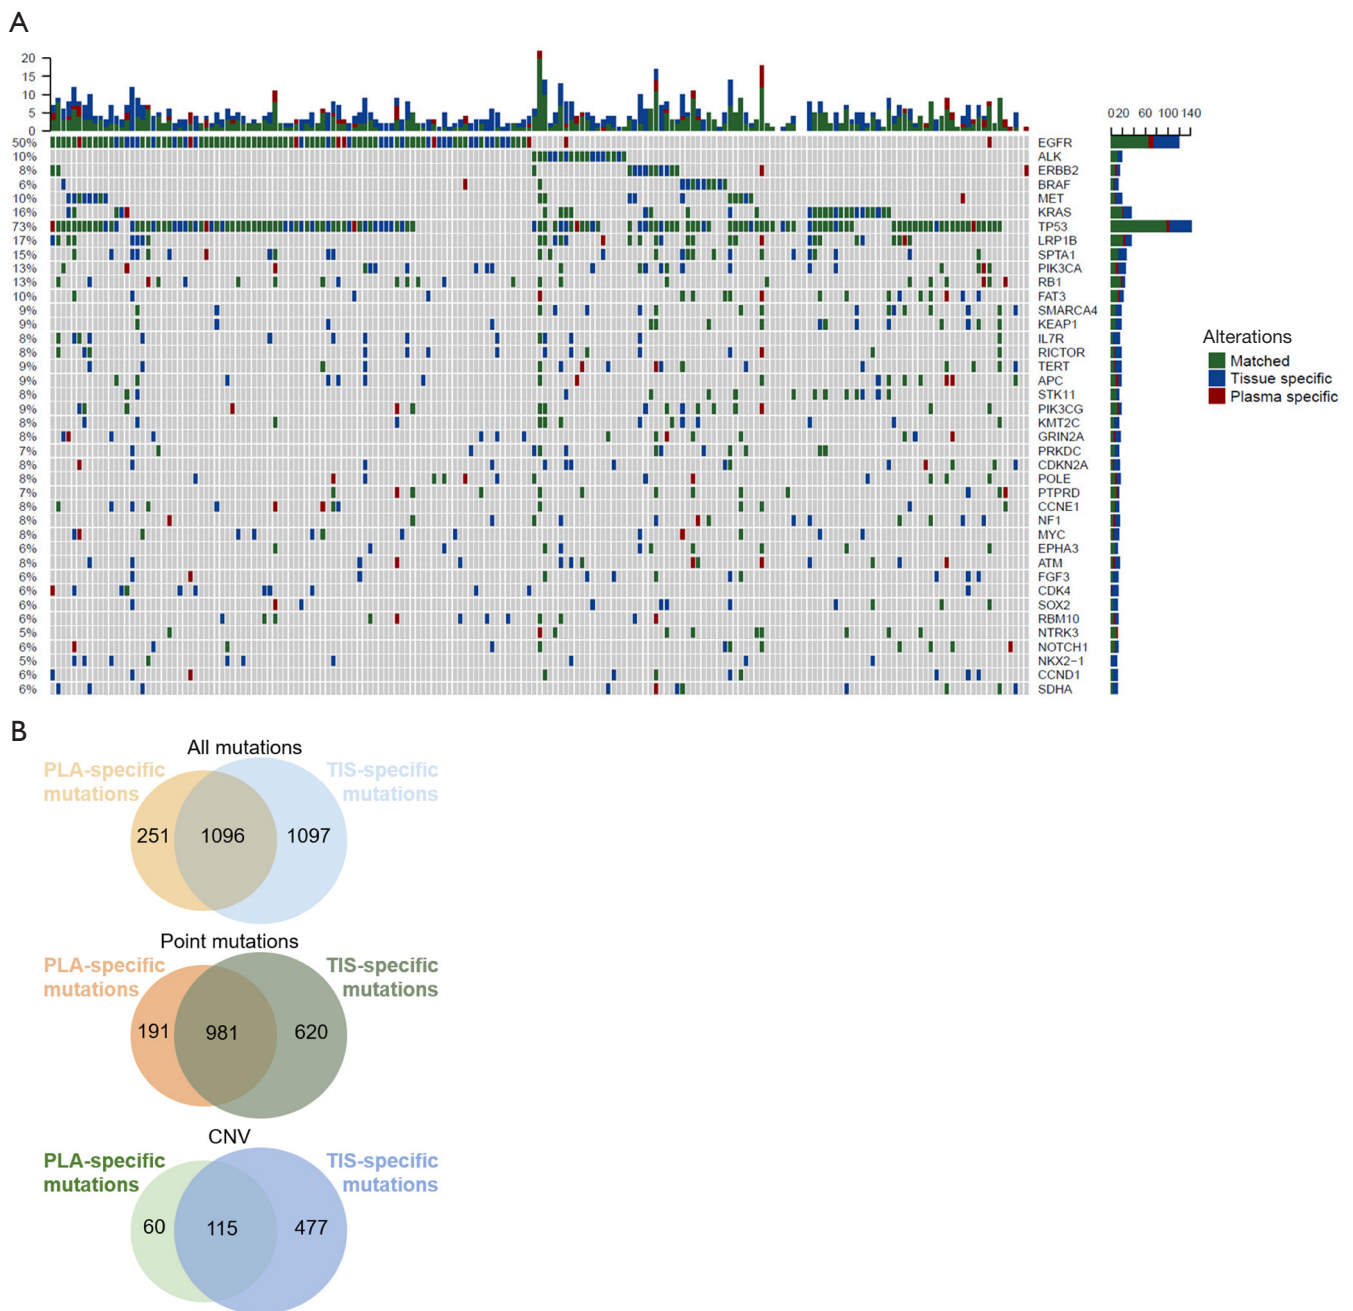 A
20
15
10
5
0
0 20 60 100 140
50% EGFR
10% ALK
8% ERBB2
6% BRAF
10% MET
16% KRAS
73% TP53
17% LRP1B
15% SPTA1
13% PIK3CA
13% RB1
10% FAT3
9% SMARCA4
9% KEAP1
8% IL7R
8% RICTOR
9% TERT
9% APC
8% STK11
9% PIK3CG
8% KMT2C
8% GRIN2A
7% PRKDC
8% CDKN2A
8% POLE
7% PTPRD
8% CCNE1
8% NF1
8% MYC
6% EPHA3
8% ATM
6% FGF3
6% CDK4
6% SOX2
6% RBM10
5% NTRK3
6% NOTCH1
5% NKX2−1
6% CCND1
6% SDHA
Alterations
Matched
Tissue specific
Plasma specific
B
All mutations
PLA-specific
mutations
TIS-specific
mutations
251 1096 1097
Point mutations
PLA-specific
mutations
TIS-specific
mutations
191 981 620
CNV
PLA-specific
mutations
TIS-specific
mutations
60 115 477